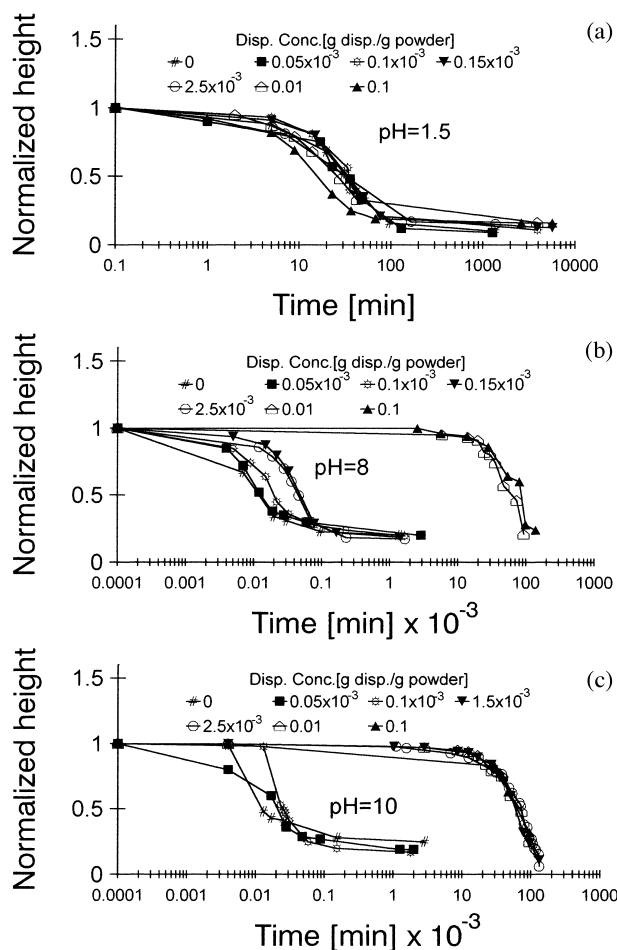 (a)
Disp. Conc.[g disp./g powder]
0 0.05x10⁻³ 0.1x10⁻³ 0.15x10⁻³
2.5x10⁻³ 0.01 0.1
pH=1.5
Normalized height
1.5
1
0.5
0
0.1 1 10 100 1000 10000
Time [min]
(b)
Disp. Conc.[g disp./g powder]
0 0.05x10⁻³ 0.1x10⁻³ 0.15x10⁻³
2.5x10⁻³ 0.01 0.1
pH=8
Normalized height
1.5
1
0.5
0
0.0001 0.001 0.01 0.1 1 10 100 1000
Time [min] x 10⁻³
(c)
Disp. Conc.[g disp./g powder]
0 0.05x10⁻³ 0.1x10⁻³ 1.5x10⁻³
2.5x10⁻³ 0.01 0.1
pH=10
Normalized height
1.5
1
0.5
0
0.0001 0.001 0.01 0.1 1 10 100 1000
Time [min] x 10⁻³